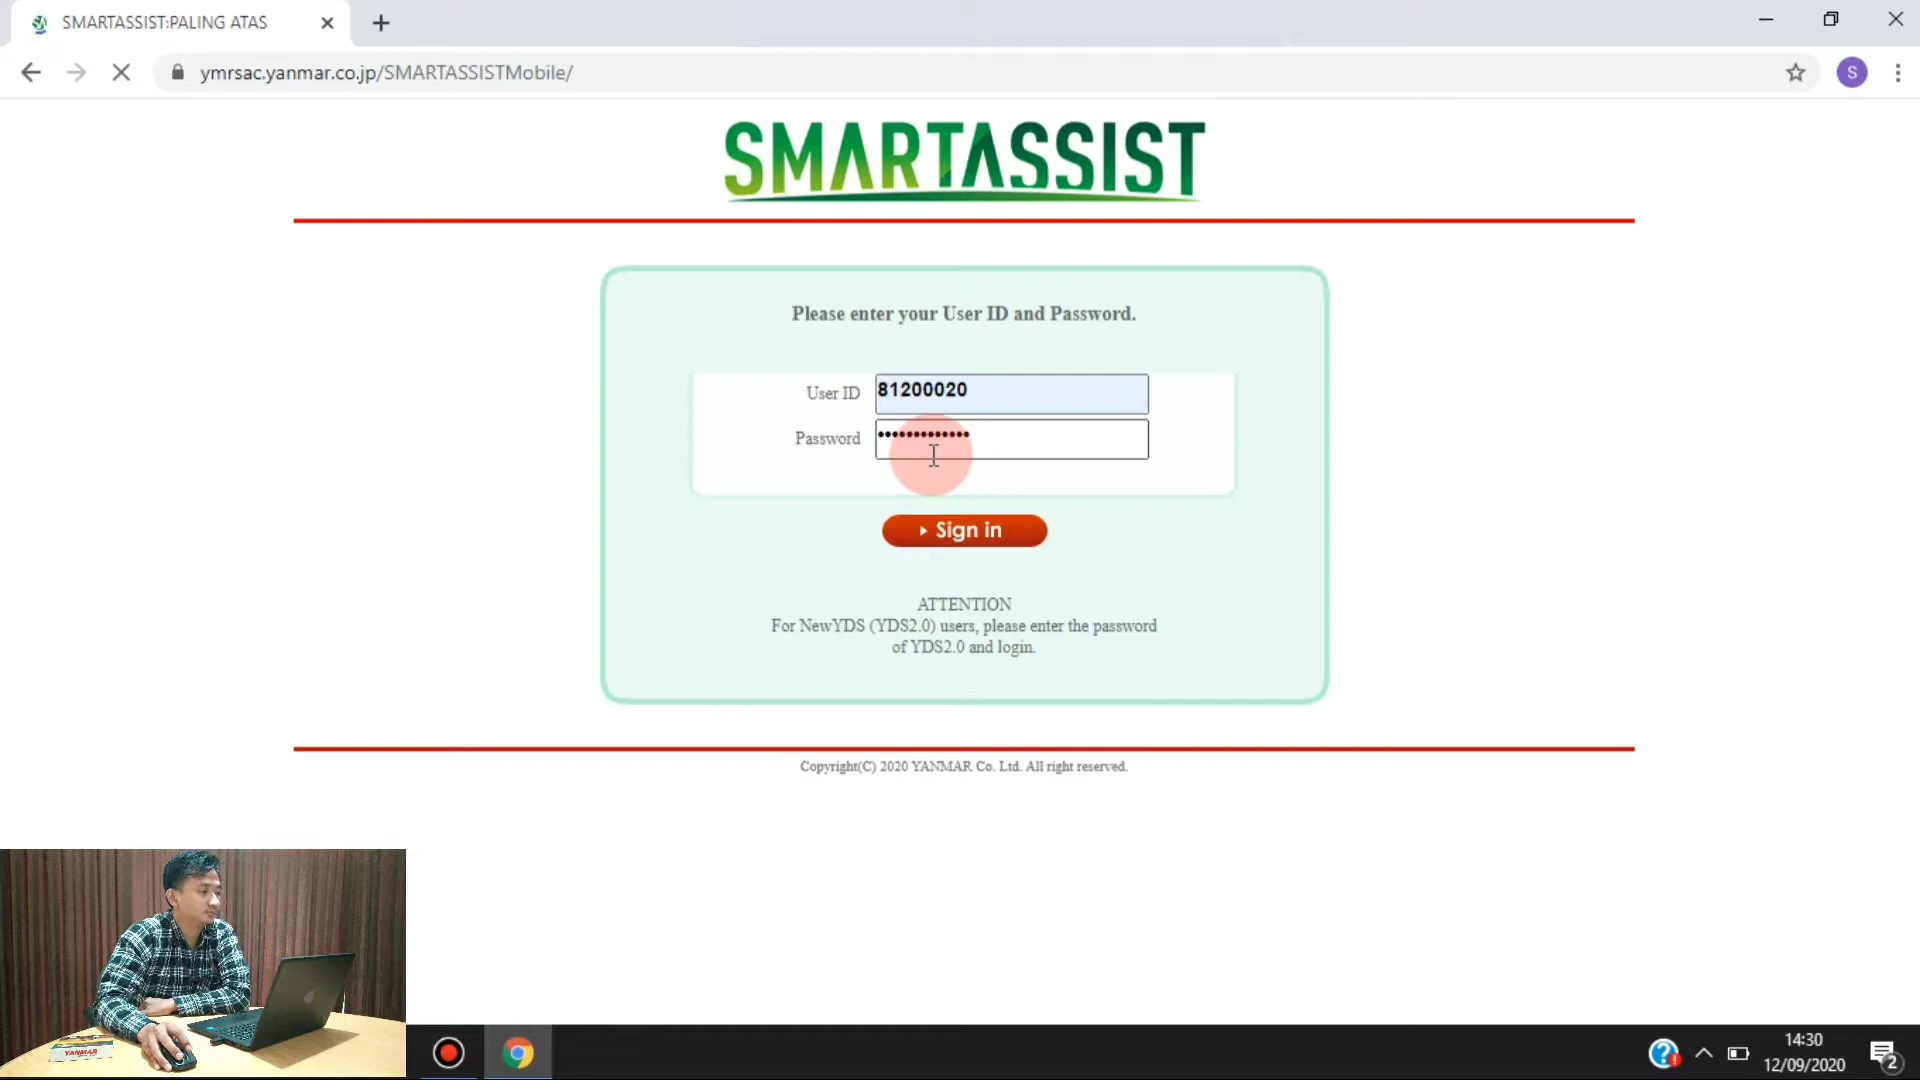 SMARTASSIST:PALING ATAS
ymrsac.yanmar.co.jp/SMARTASSISTMobile/
S
SMARTASSIST
Please enter your User ID and Password.
User ID 81200020
Password •••••••••••••
Sign in
ATTENTION
For NewYDS (YDS2.0) users, please enter the password
of YDS2.0 and login.
Copyright(C) 2020 YANMAR Co. Ltd. All right reserved.
YANMAR
14:30
12/09/2020
2